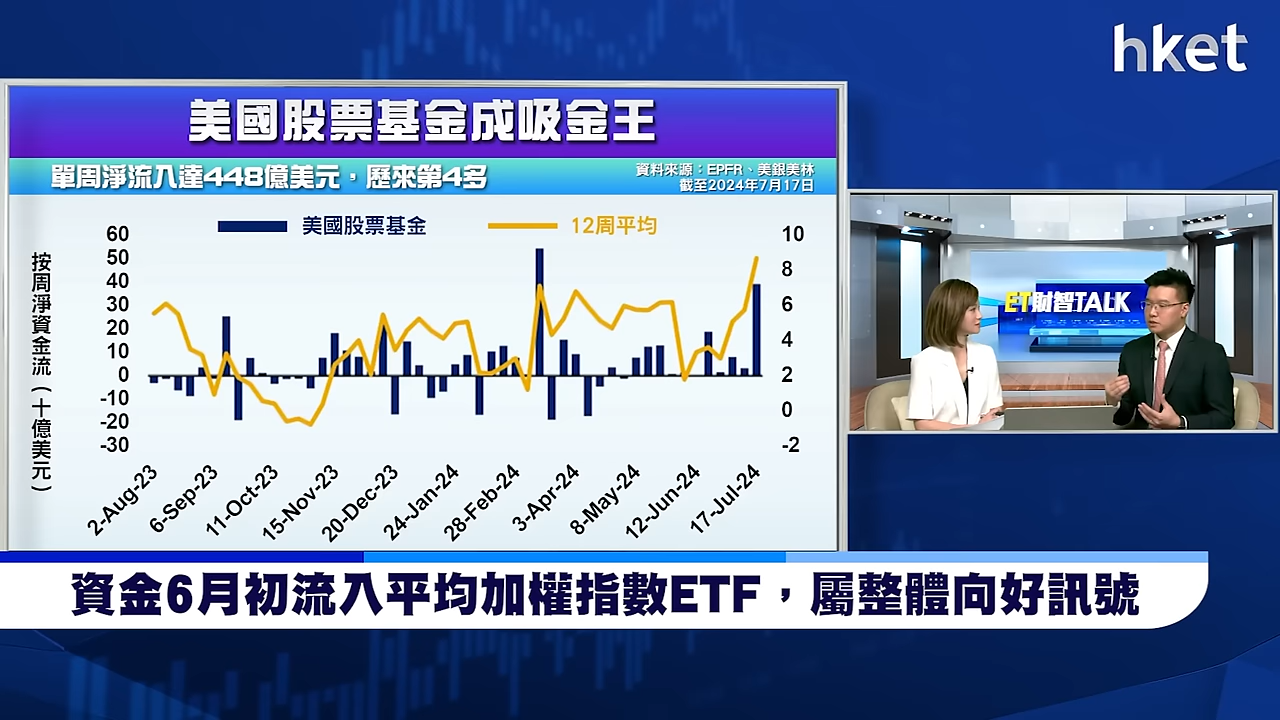 hket
美國股票基金成吸金王
單周淨流入達448億美元，歷來第4多
資料來源：EPFR、美銀美林
截至2024年7月17日
美國股票基金
12周平均
按周淨資金流（十億美元）
60
50
40
30
20
10
0
-10
-20
-30
10
8
6
4
2
0
-2
2-Aug-23
6-Sep-23
11-Oct-23
15-Nov-23
20-Dec-23
24-Jan-24
28-Feb-24
3-Apr-24
8-May-24
12-Jun-24
17-Jul-24
ET財智TALK
資金6月初流入平均加權指數ETF，屬整體向好訊號